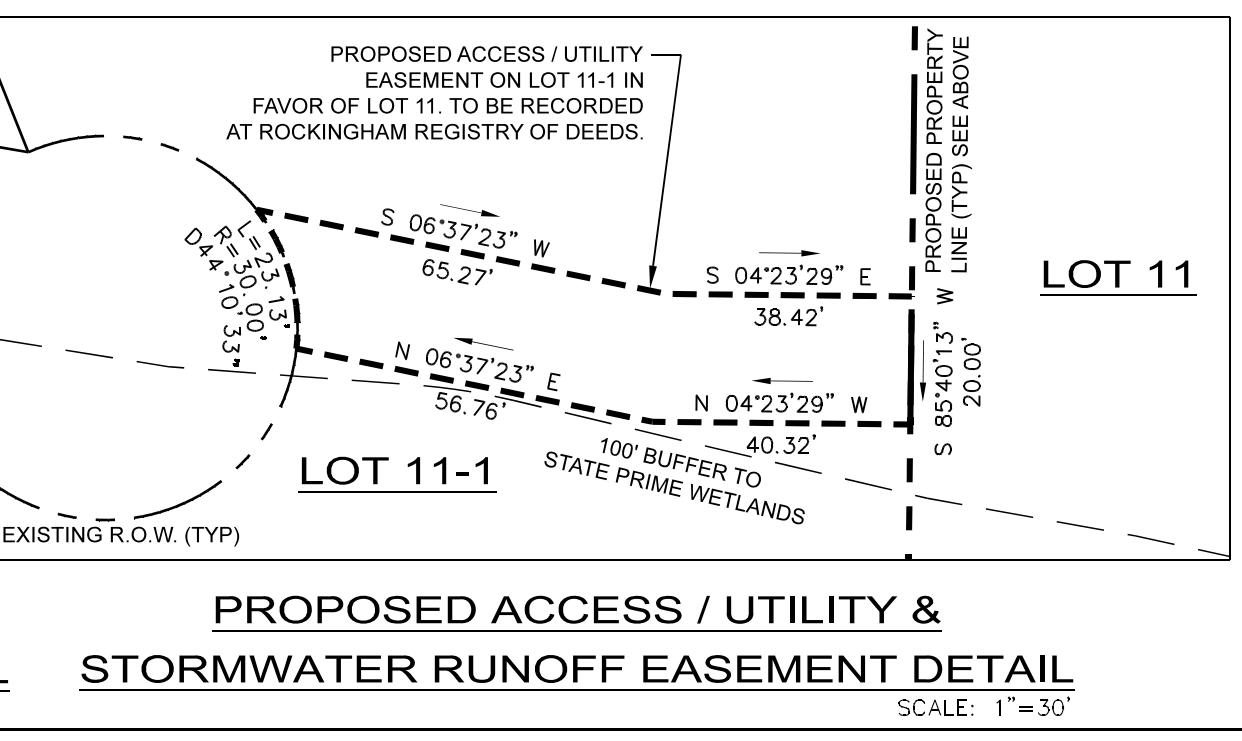 PROPOSED ACCESS / UTILITY
EASEMENT ON LOT 11-1 IN
FAVOR OF LOT 11. TO BE RECORDED
AT ROCKINGHAM REGISTRY OF DEEDS.
PROPOSED PROPERTY
LINE (TYP) SEE ABOVE
LOT 11
S 06°37'23" W
65.27'
S 04°23'29" E
38.42'
L=23.13'
R=30.00'
D44°10'33"
S 85°40'13" W
20.00'
N 06°37'23" E
56.76'
N 04°23'29" W
40.32'
100' BUFFER TO
STATE PRIME WETLANDS
LOT 11-1
EXISTING R.O.W. (TYP)
PROPOSED ACCESS / UTILITY &
STORMWATER RUNOFF EASEMENT DETAIL
SCALE: 1"=30'